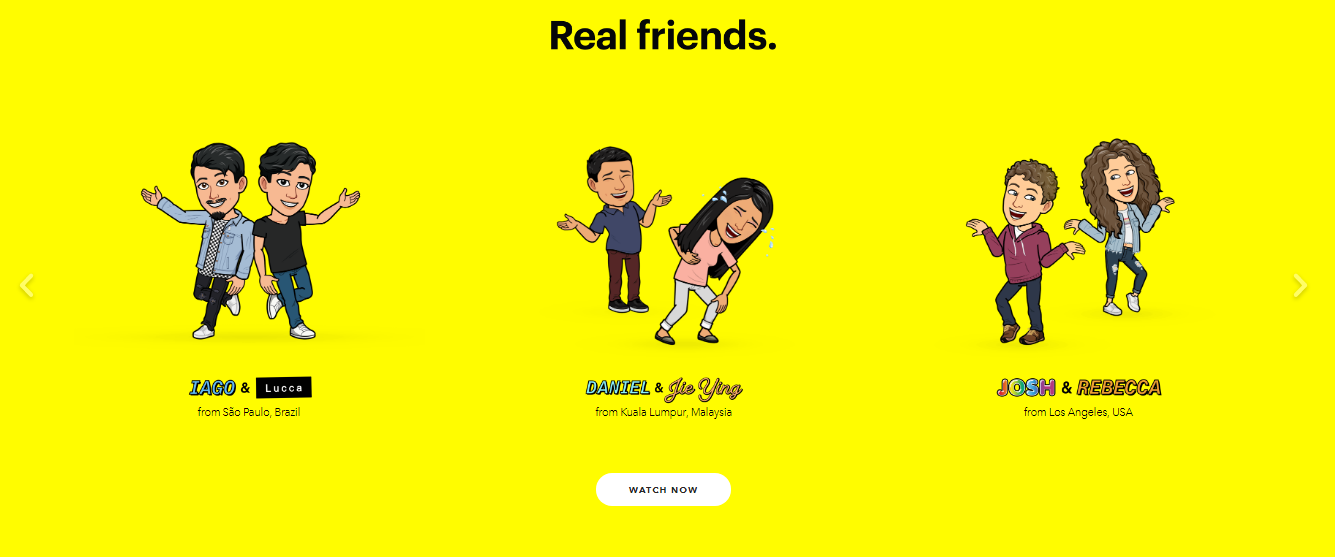 Real friends.
IAGO & Lucca
from São Paulo, Brazil
DANIEL & Jie Ying
from Kuala Lumpur, Malaysia
JOSH & REBECCA
from Los Angeles, USA
WATCH NOW